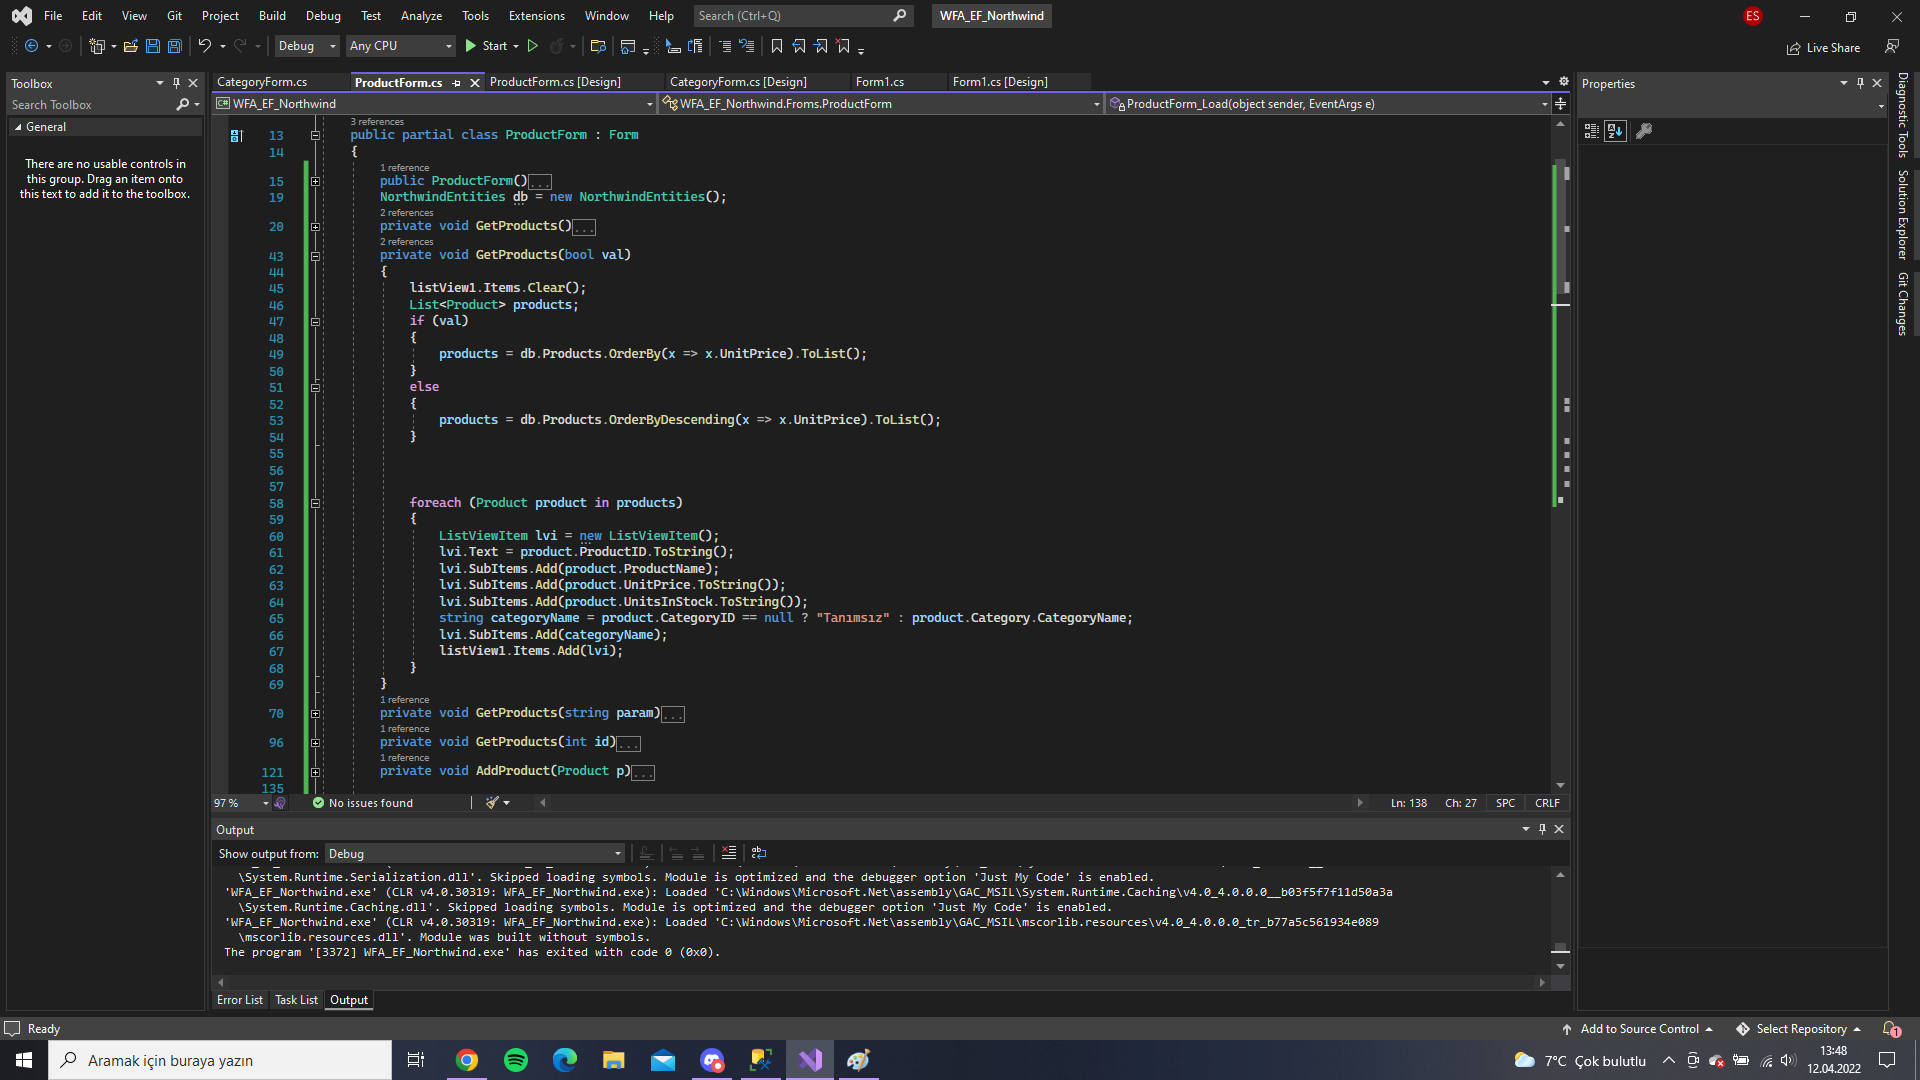 File Edit View Git Project Build Debug Test Analyze Tools Extensions Window Help Search (Ctrl+Q) WFA_EF_Northwind ES
Debug Any CPU Start Live Share
Toolbox
Search Toolbox
General
There are no usable controls in
this group. Drag an item onto
this text to add it to the toolbox.
CategoryForm.cs ProductForm.cs ProductForm.cs [Design] CategoryForm.cs [Design] Form1.cs Form1.cs [Design]
C# WFA_EF_Northwind WFA_EF_Northwind.Froms.ProductForm ProductForm_Load(object sender, EventArgs e)
3 references
13 public partial class ProductForm : Form
14 {
1 reference
15 public ProductForm()...
19 NorthwindEntities db = new NorthwindEntities();
2 references
20 private void GetProducts()...
2 references
43 private void GetProducts(bool val)
44 {
45 listView1.Items.Clear();
46 List<Product> products;
47 if (val)
48 {
49 products = db.Products.OrderBy(x => x.UnitPrice).ToList();
50 }
51 else
52 {
53 products = db.Products.OrderByDescending(x => x.UnitPrice).ToList();
54 }
55
56
57
58 foreach (Product product in products)
59 {
60 ListViewItem lvi = new ListViewItem();
61 lvi.Text = product.ProductID.ToString();
62 lvi.SubItems.Add(product.ProductName);
63 lvi.SubItems.Add(product.UnitPrice.ToString());
64 lvi.SubItems.Add(product.UnitsInStock.ToString());
65 string categoryName = product.CategoryID == null ? "Tanımsız" : product.Category.CategoryName;
66 lvi.SubItems.Add(categoryName);
67 listView1.Items.Add(lvi);
68 }
69 }
1 reference
70 private void GetProducts(string param)...
1 reference
96 private void GetProducts(int id)...
1 reference
121 private void AddProduct(Product p)...
135
97 % No issues found Ln: 138 Ch: 27 SPC CRLF
Output
Show output from: Debug
\System.Runtime.Serialization.dll'. Skipped loading symbols. Module is optimized and the debugger option 'Just My Code' is enabled.
'WFA_EF_Northwind.exe' (CLR v4.0.30319: WFA_EF_Northwind.exe): Loaded 'C:\Windows\Microsoft.Net\assembly\GAC_MSIL\System.Runtime.Caching\v4.0_4.0.0.0__b03f5f7f11d50a3a
\System.Runtime.Caching.dll'. Skipped loading symbols. Module is optimized and the debugger option 'Just My Code' is enabled.
'WFA_EF_Northwind.exe' (CLR v4.0.30319: WFA_EF_Northwind.exe): Loaded 'C:\Windows\Microsoft.Net\assembly\GAC_MSIL\mscorlib.resources\v4.0_4.0.0.0_tr_b77a5c561934e089
\mscorlib.resources.dll'. Module was built without symbols.
The program '[3372] WFA_EF_Northwind.exe' has exited with code 0 (0x0).
Error List Task List Output
Properties
Diagnostic Tools
Solution Explorer
Git Changes
Ready Add to Source Control Select Repository 1
Aramak için buraya yazın 7°C Çok bulutlu 13:48
12.04.2022